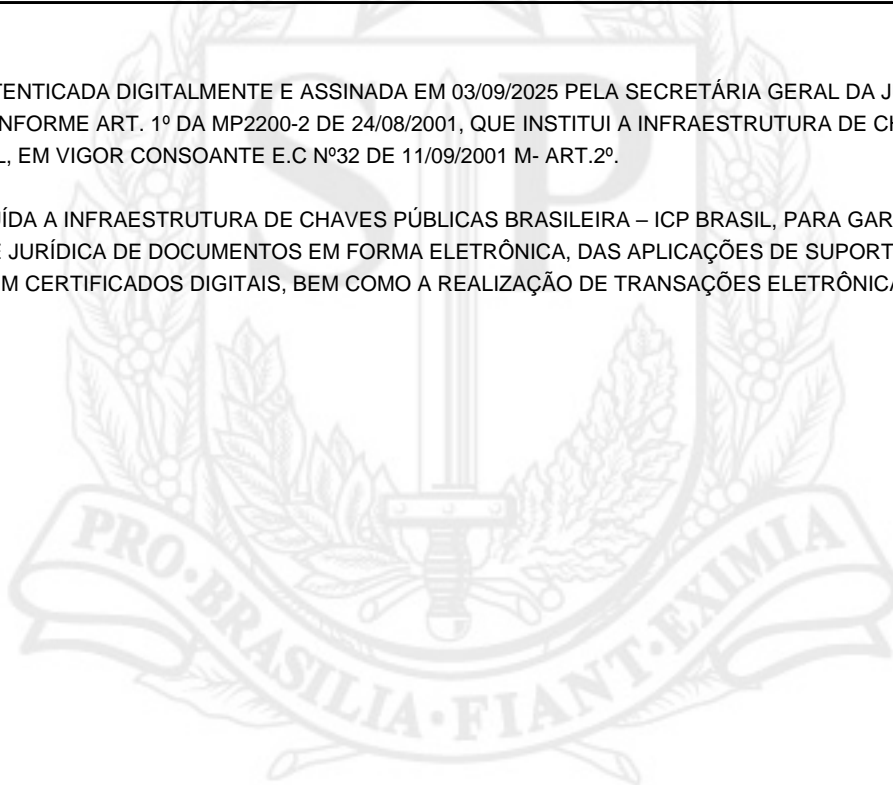 TENTICADA DIGITALMENTE E ASSINADA EM 03/09/2025 PELA SECRETÁRIA GERAL DA J
NFORME ART. 1º DA MP2200-2 DE 24/08/2001, QUE INSTITUI A INFRAESTRUTURA DE CH
L, EM VIGOR CONSOANTE E.C Nº32 DE 11/09/2001 M- ART.2º.
UÍDA A INFRAESTRUTURA DE CHAVES PÚBLICAS BRASILEIRA – ICP BRASIL, PARA GAR
E JURÍDICA DE DOCUMENTOS EM FORMA ELETRÔNICA, DAS APLICAÇÕES DE SUPORT
M CERTIFICADOS DIGITAIS, BEM COMO A REALIZAÇÃO DE TRANSAÇÕES ELETRÔNICA
SP
PRO·BRASILIA·FIANT·EXIMIA